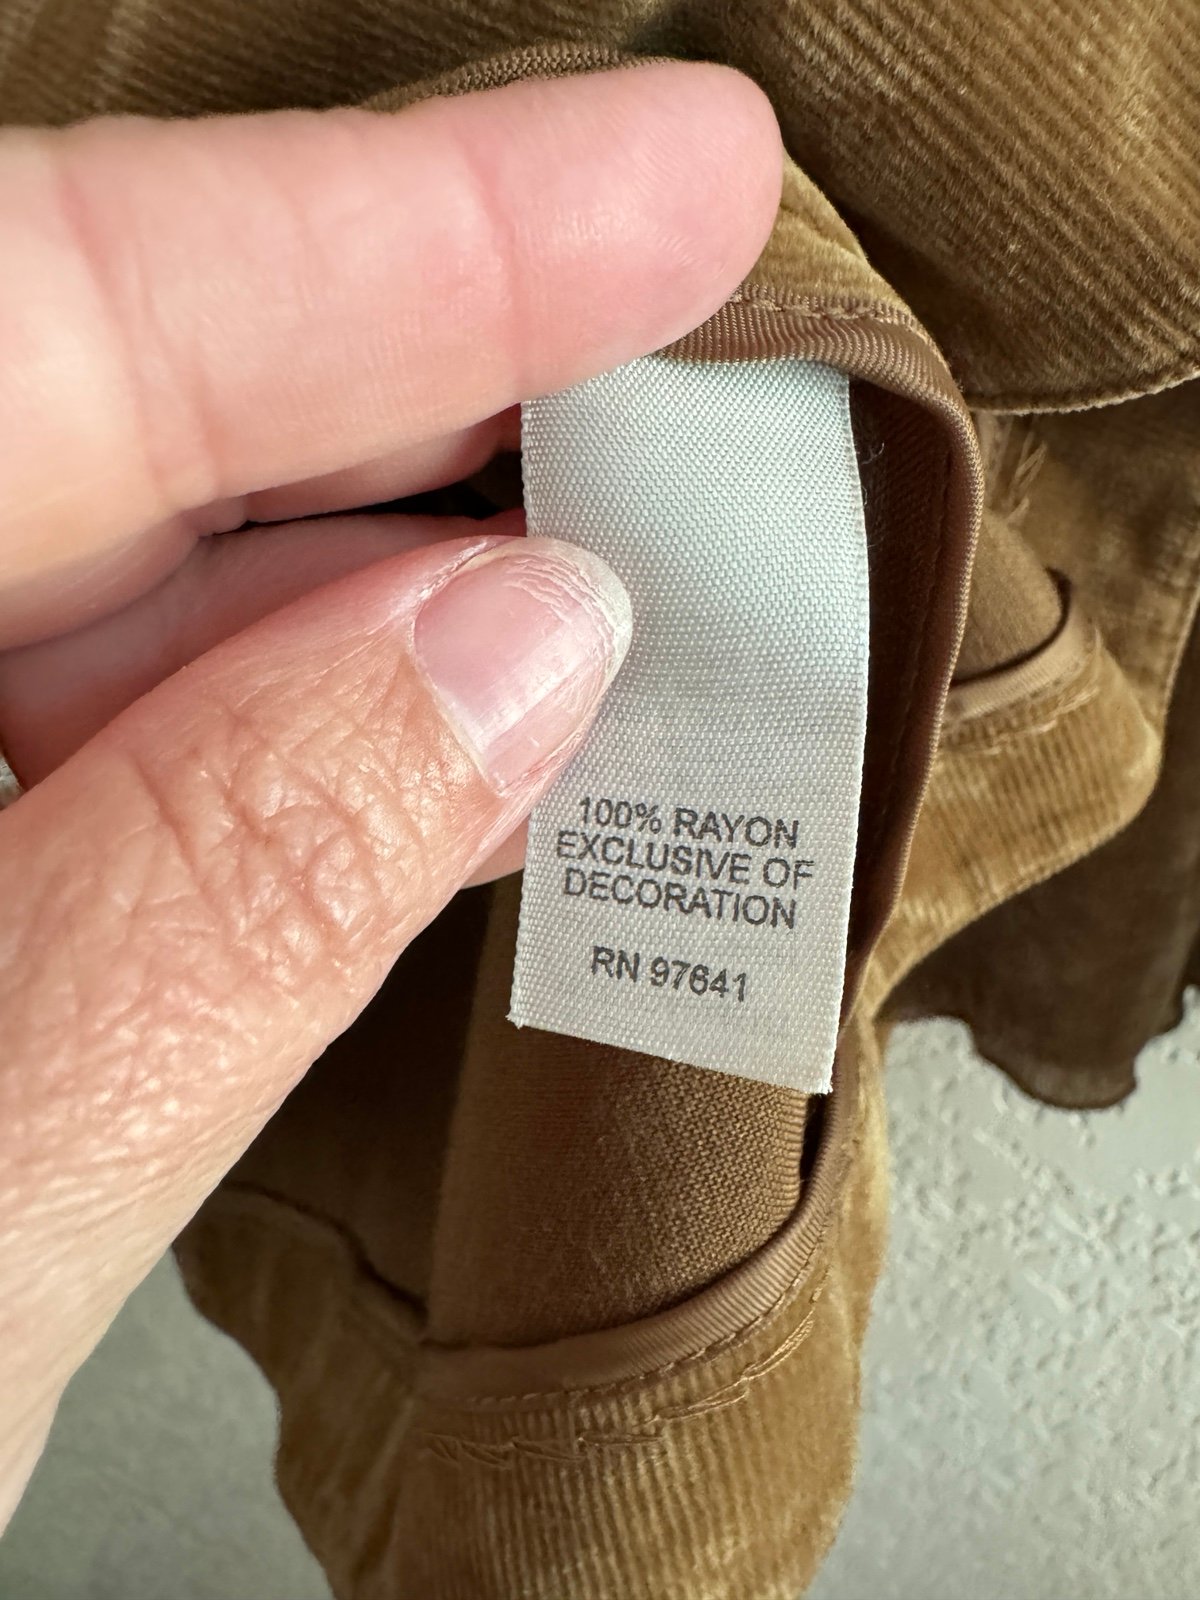 100% RAYON
EXCLUSIVE OF
DECORATION
RN 97641